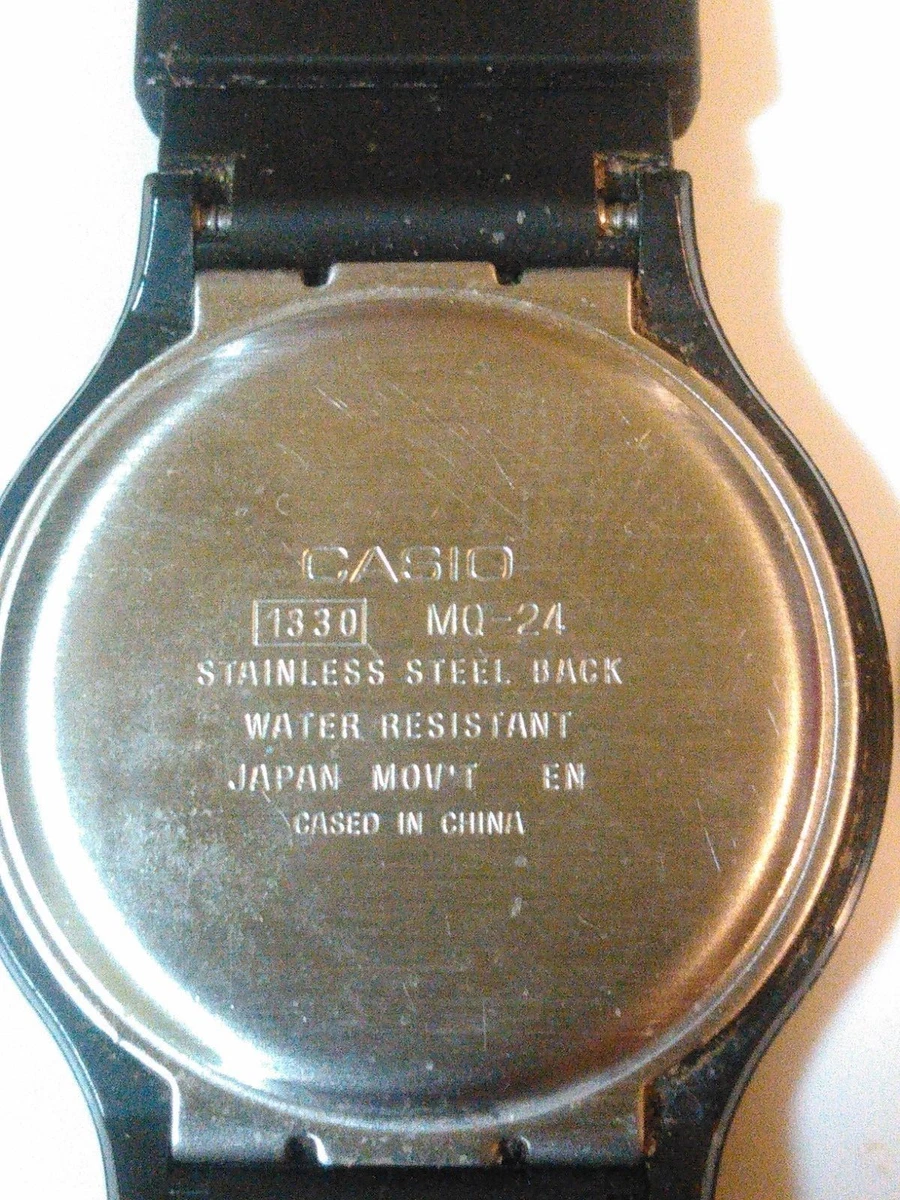 CASIO
1330 MQ-24
STAINLESS STEEL BACK
WATER RESISTANT
JAPAN MOV'T EN
CASED IN CHINA